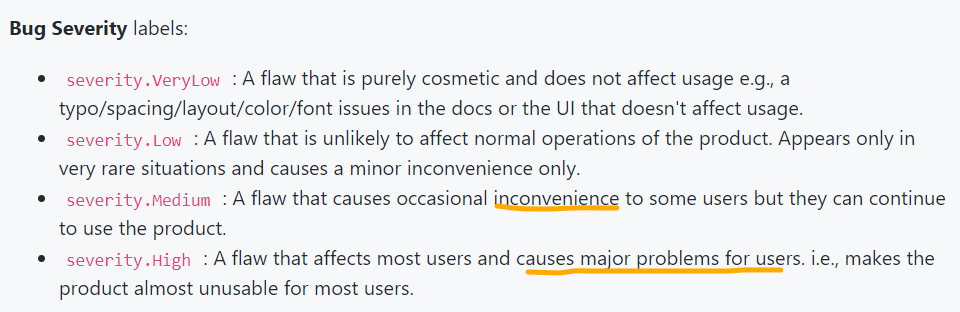 Bug Severity labels:
severity.VeryLow : A flaw that is purely cosmetic and does not affect usage e.g., a
typo/spacing/layout/color/font issues in the docs or the UI that doesn't affect usage.
severity.Low : A flaw that is unlikely to affect normal operations of the product. Appears only in
very rare situations and causes a minor inconvenience only.
severity.Medium : A flaw that causes occasional inconvenience to some users but they can continue
to use the product.
severity.High : A flaw that affects most users and causes major problems for users. i.e., makes the
product almost unusable for most users.